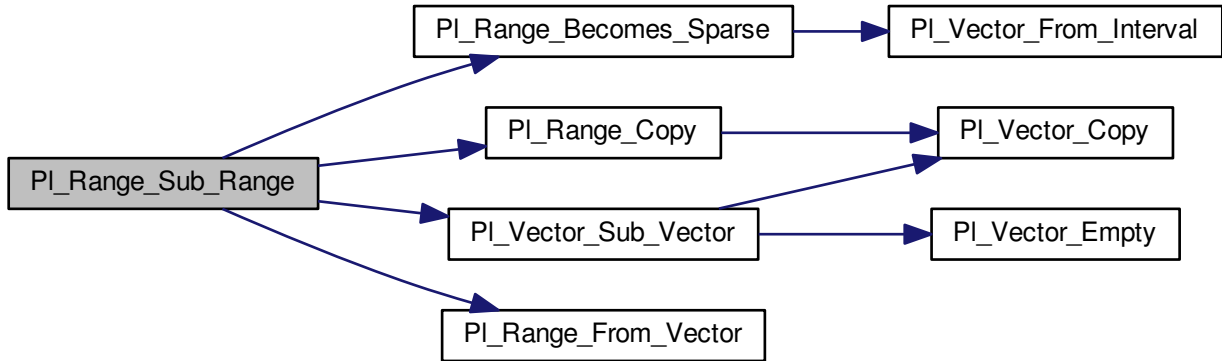 Pl_Range_Becomes_Sparse
Pl_Vector_From_Interval
Pl_Range_Copy
Pl_Vector_Copy
Pl_Range_Sub_Range
Pl_Vector_Sub_Vector
Pl_Vector_Empty
Pl_Range_From_Vector